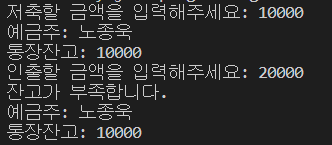 저축할 금액을 입력해주세요: 10000
예금주: 노종욱
통장잔고: 10000
인출할 금액을 입력해주세요: 20000
잔고가 부족합니다.
예금주: 노종욱
통장잔고: 10000